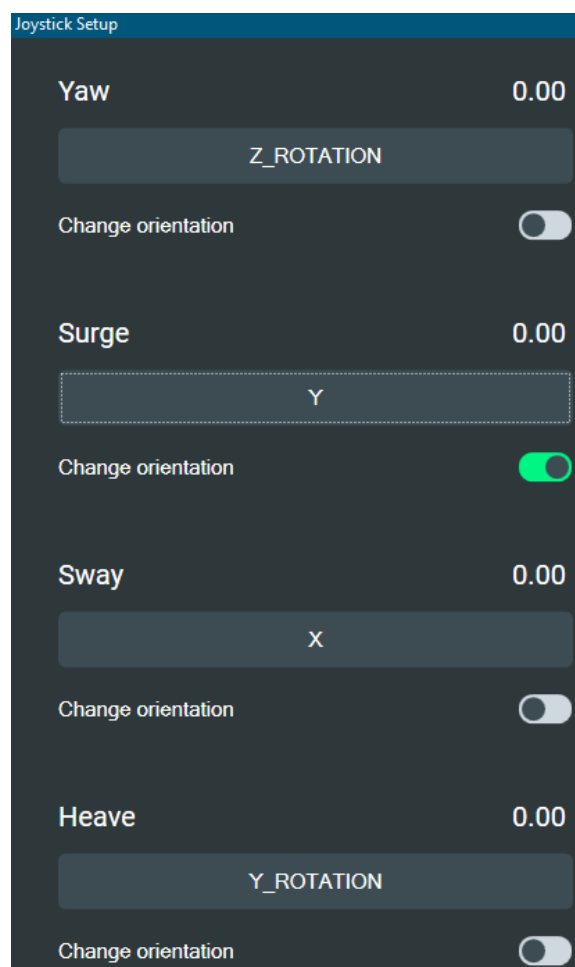 Joystick Setup
Yaw 0.00
Z_ROTATION
Change orientation
Surge 0.00
Y
Change orientation
Sway 0.00
X
Change orientation
Heave 0.00
Y_ROTATION
Change orientation